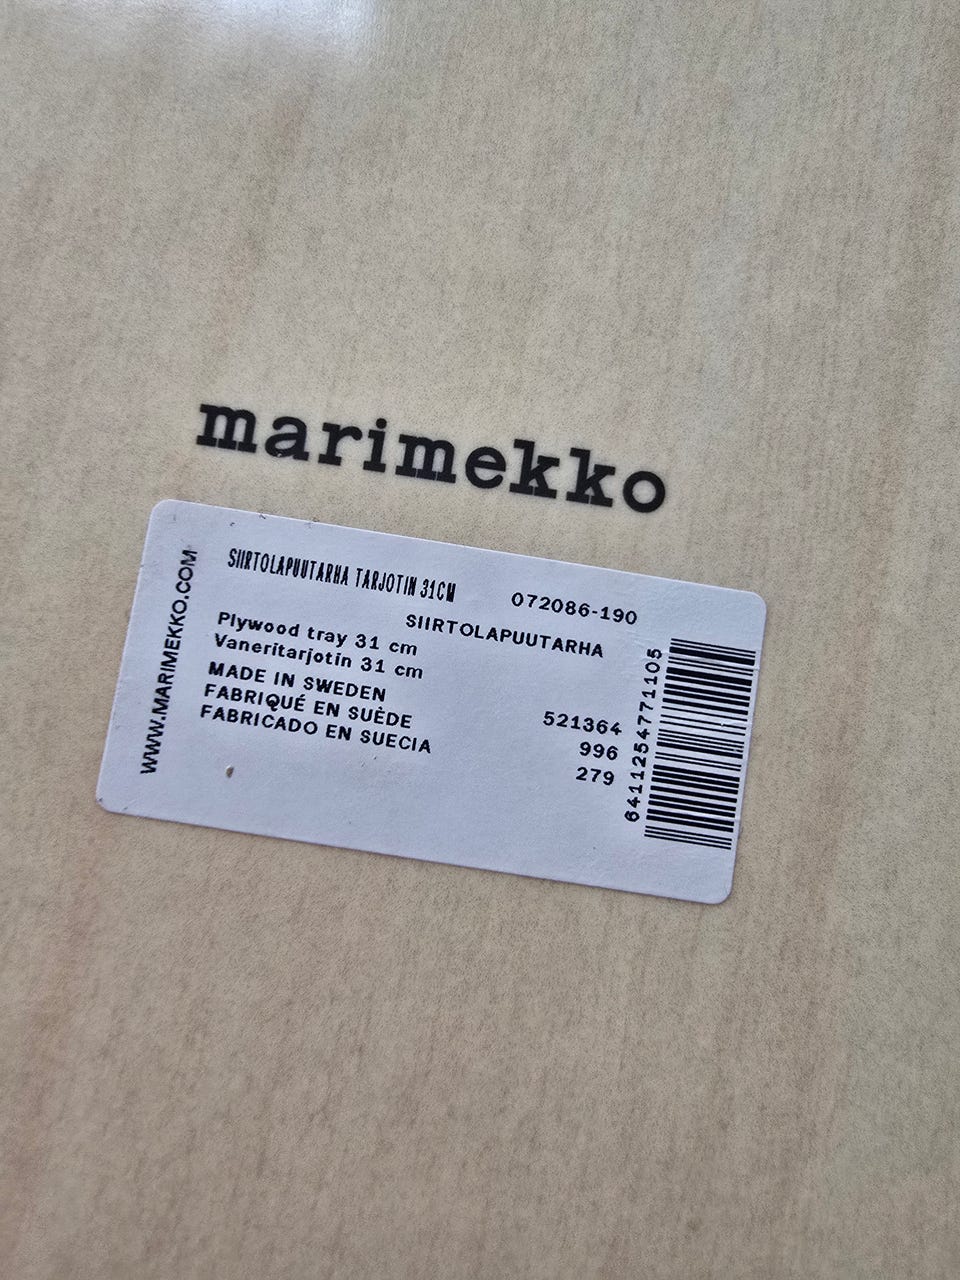 marimekko
WWW.MARIMEKKO.COM
SIIRTOLAPUUTARHA TARJOTIN 31CM
072086-190
SIIRTOLAPUUTARHA
Plywood tray 31 cm
Vaneritarjotin 31 cm
MADE IN SWEDEN
FABRIQUÉ EN SUÈDE
FABRICADO EN SUECIA
521364
996
279
6411254771105